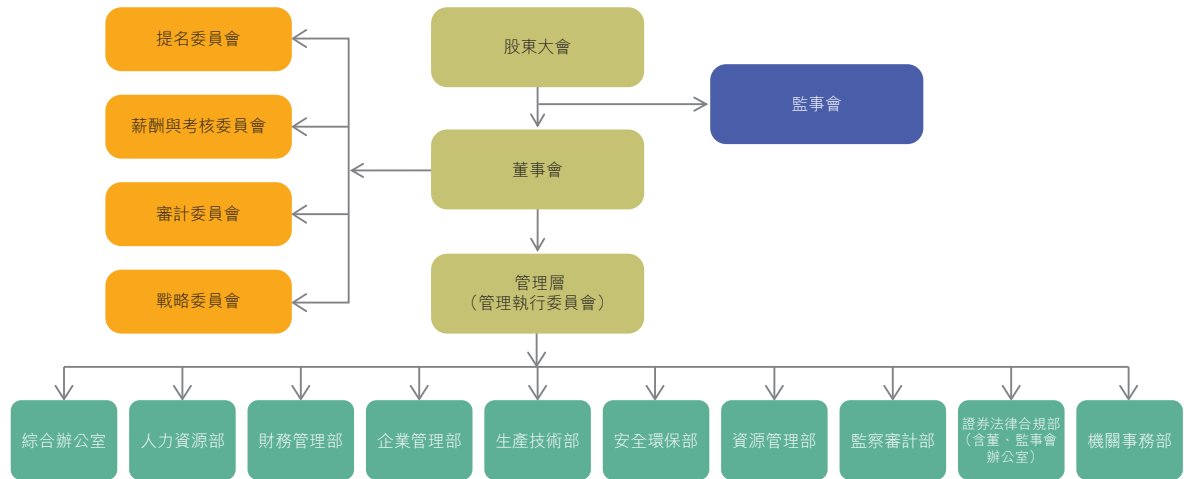 提名委員會
股東大會
監事會
薪酬與考核委員會
董事會
審計委員會
管理層
（管理執行委員會）
戰略委員會
綜合辦公室
人力資源部
財務管理部
企業管理部
生產技術部
安全環保部
資源管理部
監察審計部
證券法律合規部
（含董、監事會
辦公室）
機關事務部